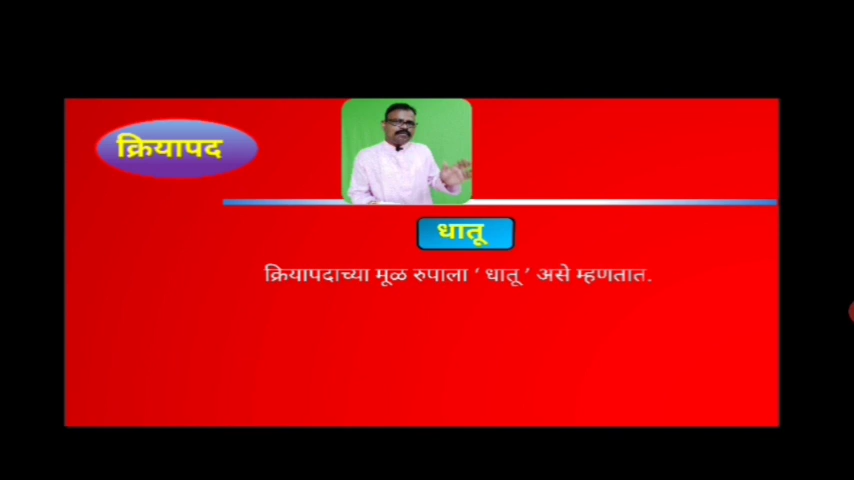 क्रियापद
धातू
क्रियापदाच्या मूळ रुपाला ‘ धातू ’ असे म्हणतात.